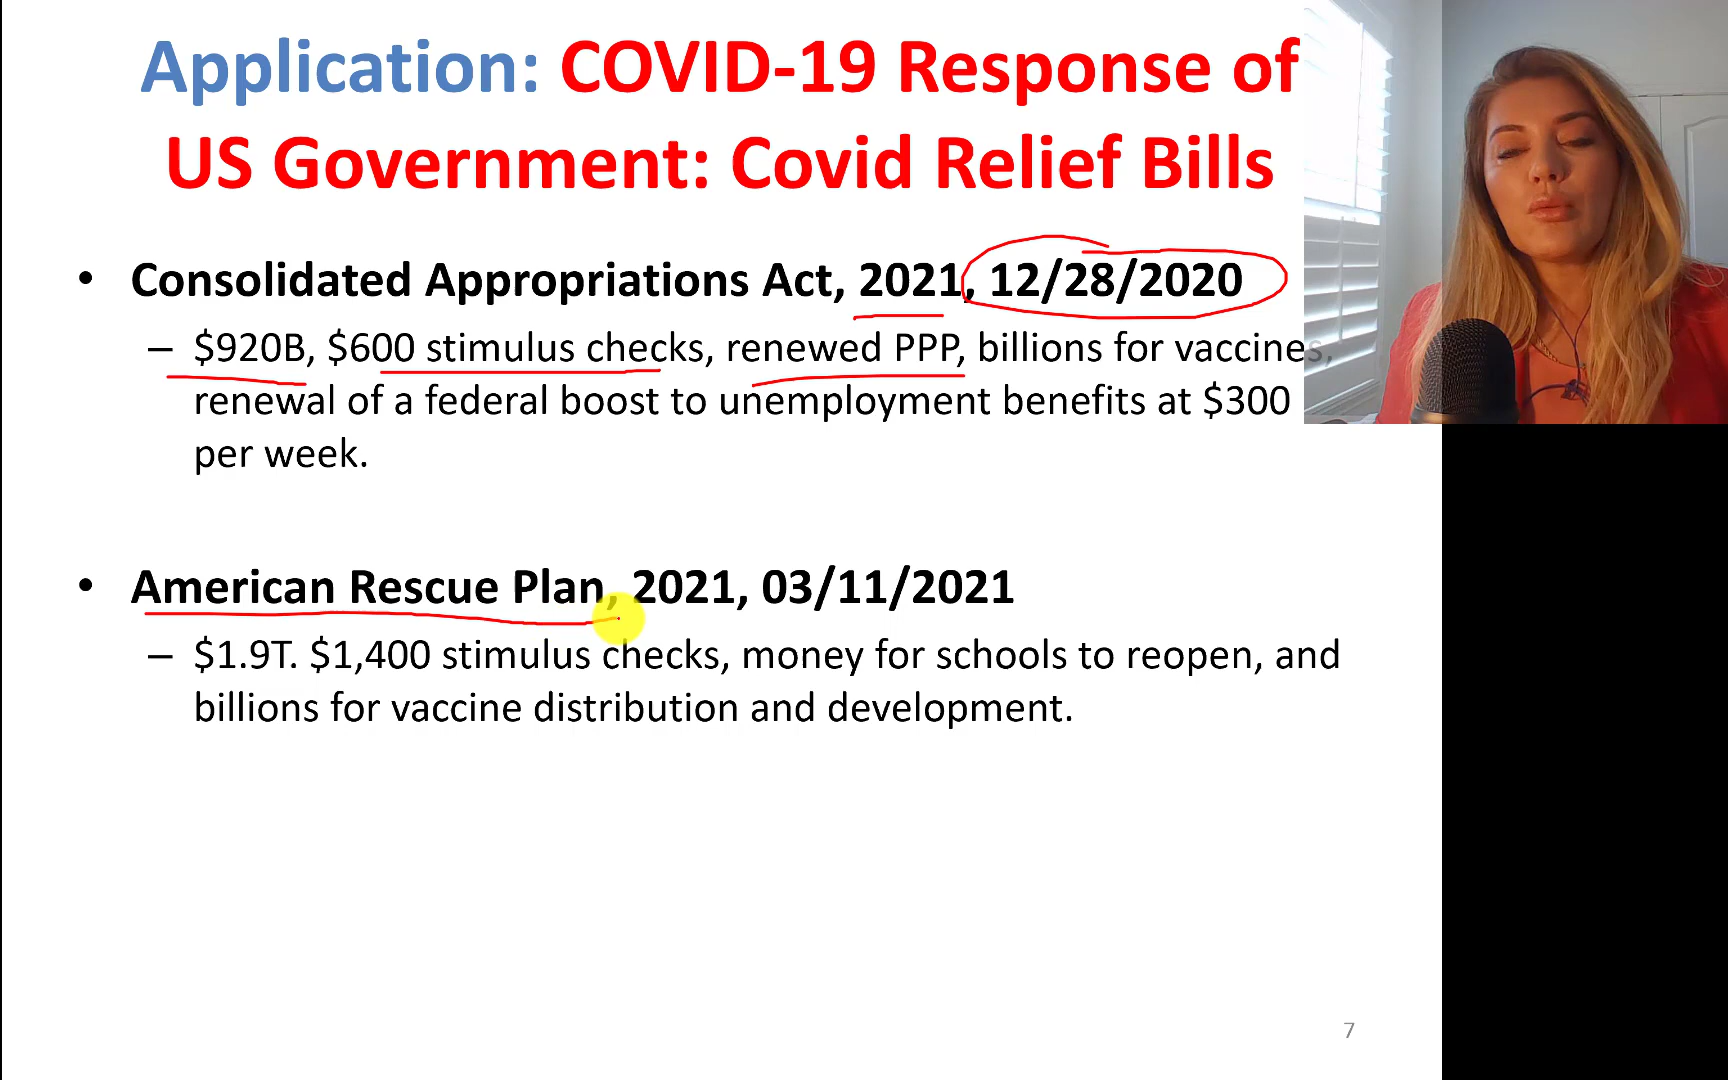 Application: COVID-19 Response of
US Government: Covid Relief Bills
• Consolidated Appropriations Act, 2021, 12/28/2020
– $920B, $600 stimulus checks, renewed PPP, billions for vaccines,
renewal of a federal boost to unemployment benefits at $300
per week.
• American Rescue Plan, 2021, 03/11/2021
– $1.9T. $1,400 stimulus checks, money for schools to reopen, and
billions for vaccine distribution and development.
7